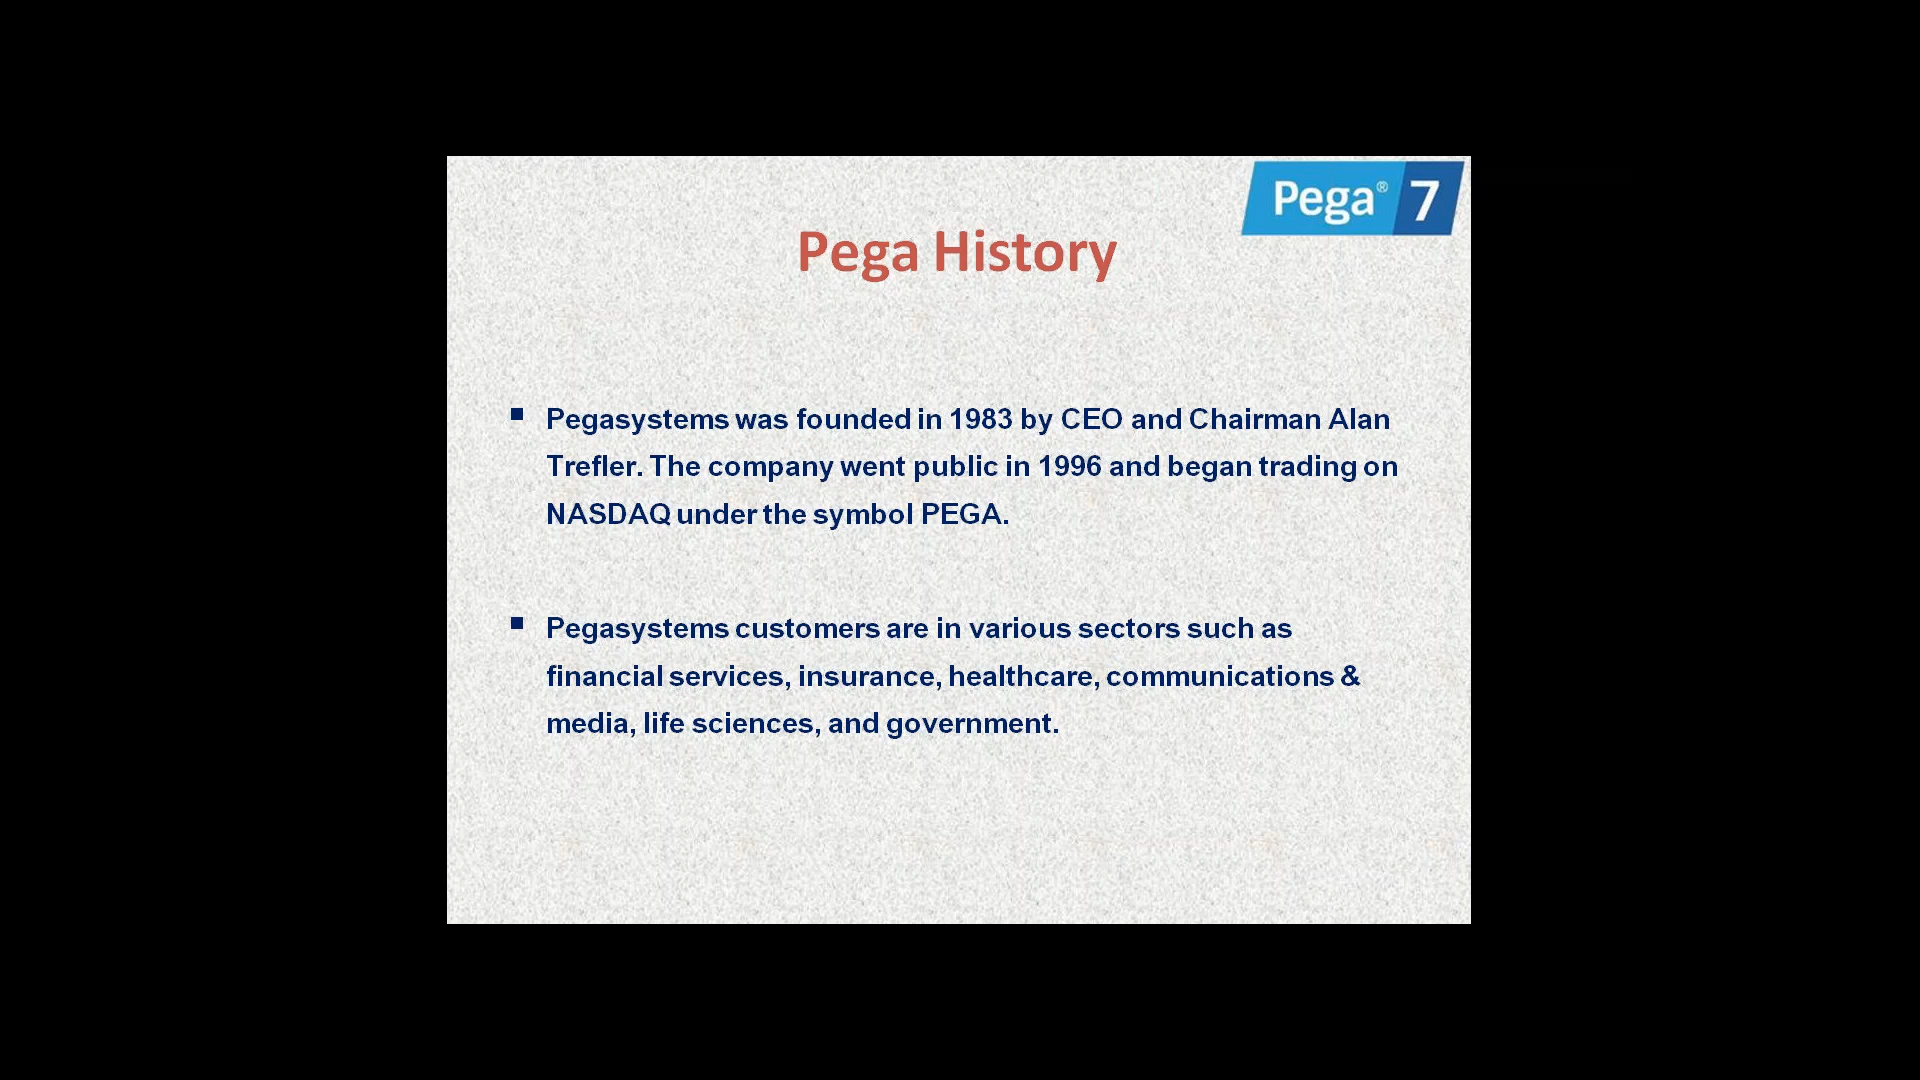 Pega® 7
Pega History
Pegasystems was founded in 1983 by CEO and Chairman Alan
Trefler. The company went public in 1996 and began trading on
NASDAQ under the symbol PEGA.
Pegasystems customers are in various sectors such as
financial services, insurance, healthcare, communications &
media, life sciences, and government.